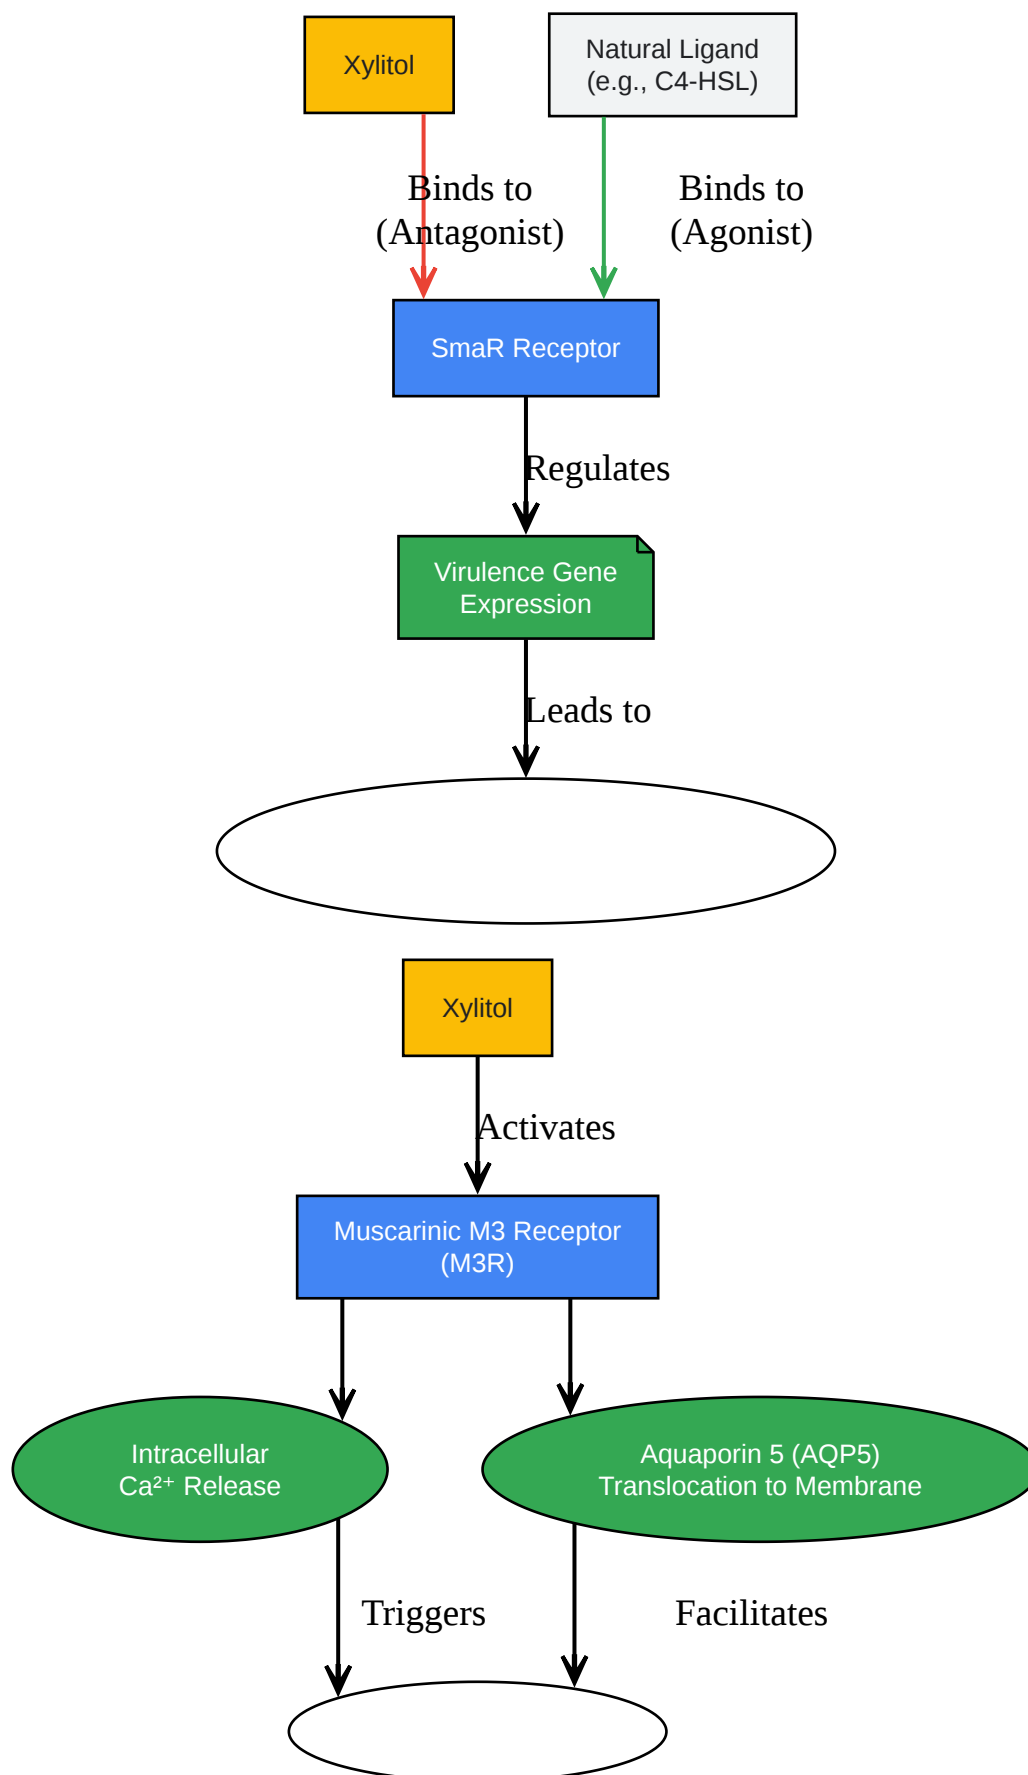 Xylitol
Natural Ligand
(e.g., C4-HSL)
Binds to
(Antagonist)
Binds to
(Agonist)
SmaR Receptor
Regulates
Virulence Gene
Expression
Leads to
Xylitol
Activates
Muscarinic M3 Receptor
(M3R)
Intracellular
Ca²⁺ Release
Aquaporin 5 (AQP5)
Translocation to Membrane
Triggers
Facilitates